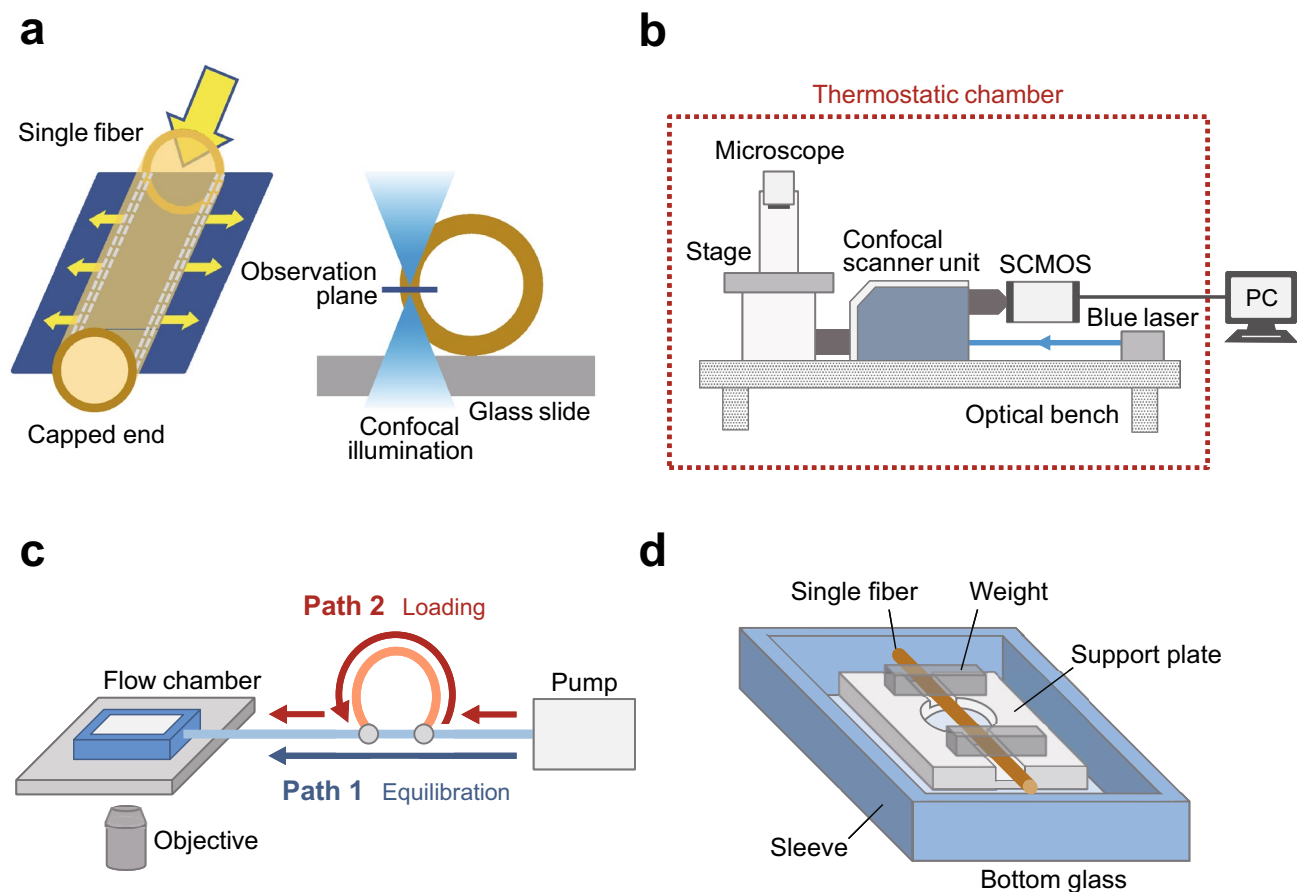 a
Single fiber
Observation
plane
Capped end
Confocal
illumination
Glass slide
b
Thermostatic chamber
Microscope
Stage
Confocal
scanner unit
SCMOS
PC
Blue laser
Optical bench
c
Path 2 Loading
Flow chamber
Pump
Path 1 Equilibration
Objective
d
Single fiber
Weight
Support plate
Sleeve
Bottom glass